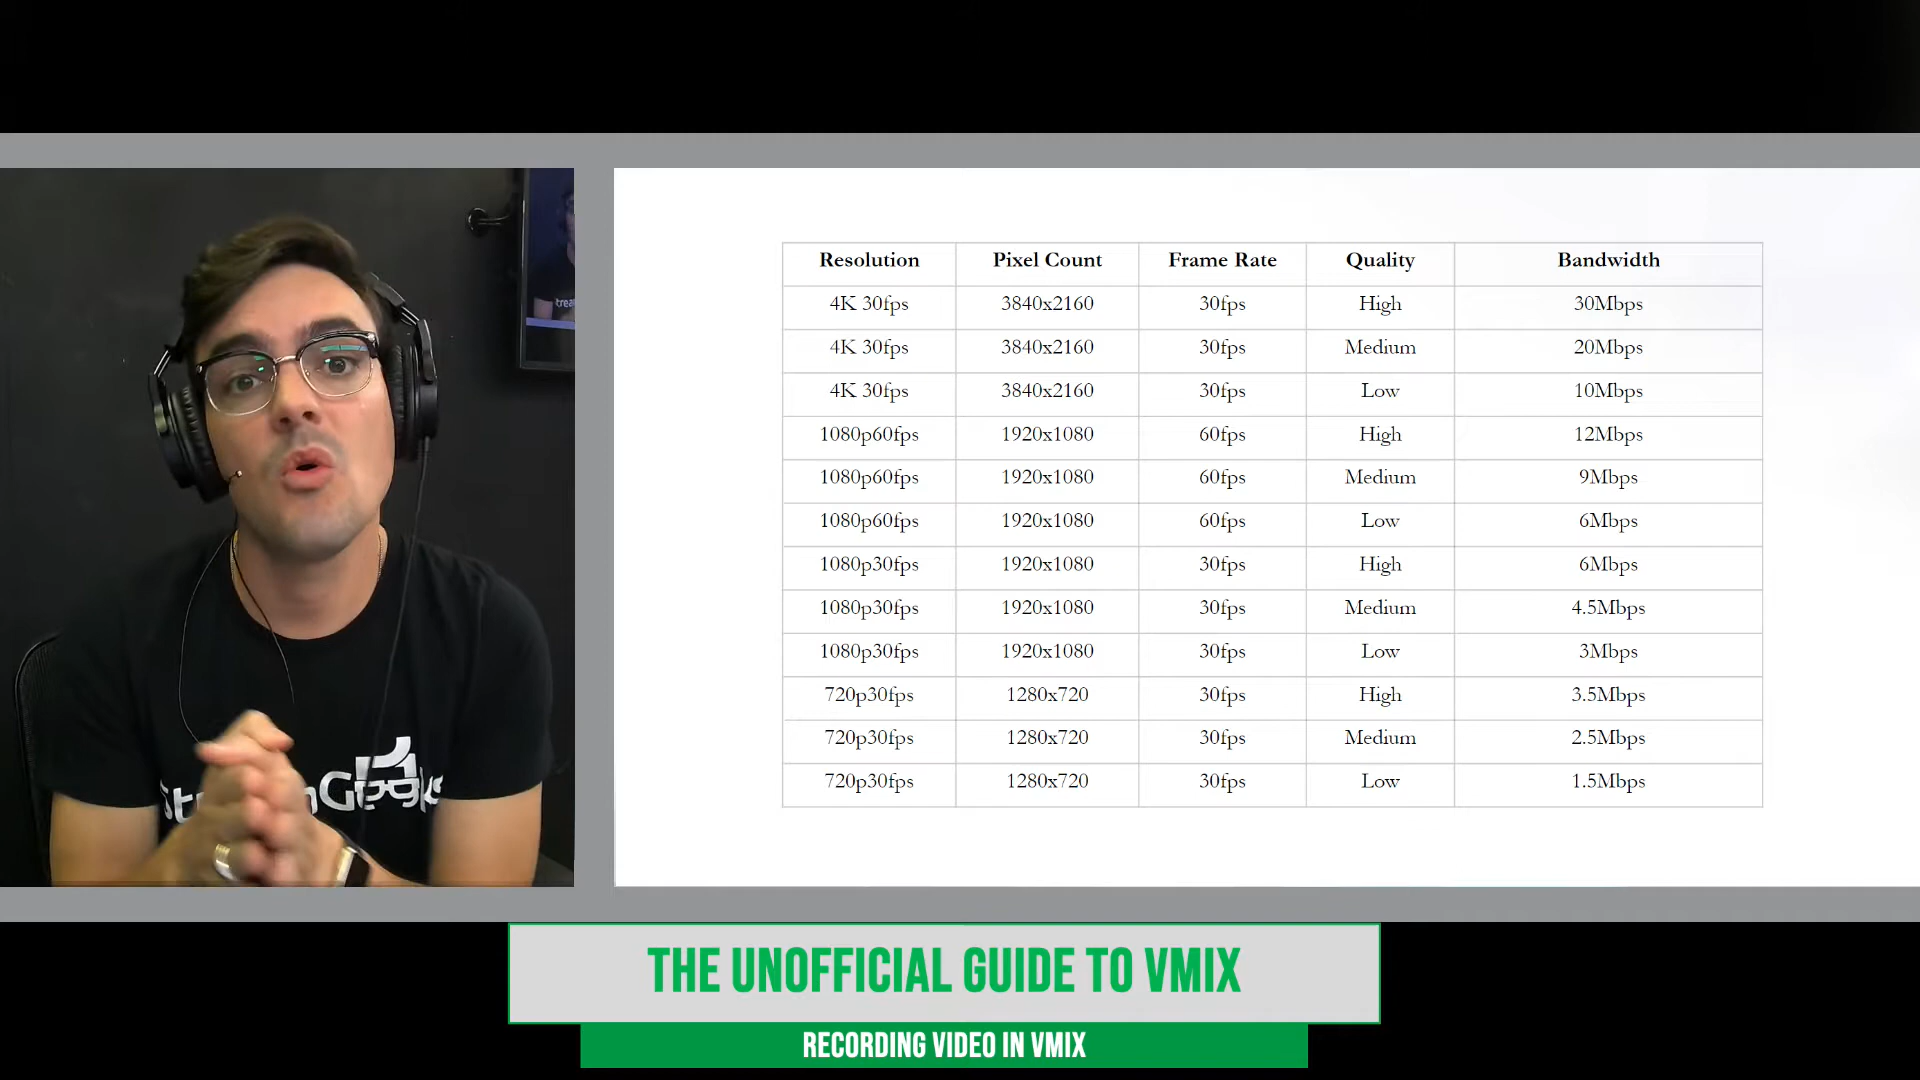 Resolution Pixel Count Frame Rate Quality Bandwidth
4K 30fps 3840x2160 30fps High 30Mbps
4K 30fps 3840x2160 30fps Medium 20Mbps
4K 30fps 3840x2160 30fps Low 10Mbps
1080p60fps 1920x1080 60fps High 12Mbps
1080p60fps 1920x1080 60fps Medium 9Mbps
1080p60fps 1920x1080 60fps Low 6Mbps
1080p30fps 1920x1080 30fps High 6Mbps
1080p30fps 1920x1080 30fps Medium 4.5Mbps
1080p30fps 1920x1080 30fps Low 3Mbps
720p30fps 1280x720 30fps High 3.5Mbps
720p30fps 1280x720 30fps Medium 2.5Mbps
720p30fps 1280x720 30fps Low 1.5Mbps
THE UNOFFICIAL GUIDE TO VMIX
RECORDING VIDEO IN VMIX